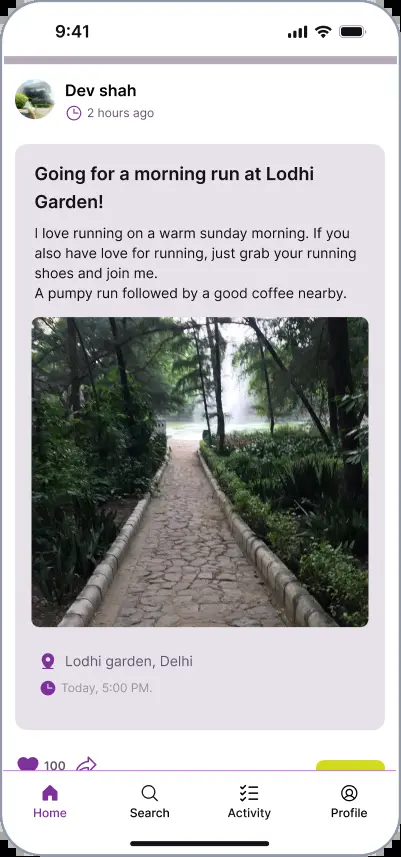 9:41
Dev shah
2 hours ago
Going for a morning run at Lodhi
Garden!
I love running on a warm sunday morning. If you
also have love for running, just grab your running
shoes and join me.
A pumpy run followed by a good coffee nearby.
Lodhi garden, Delhi
Today, 5:00 PM.
100
Home
Search
Activity
Profile